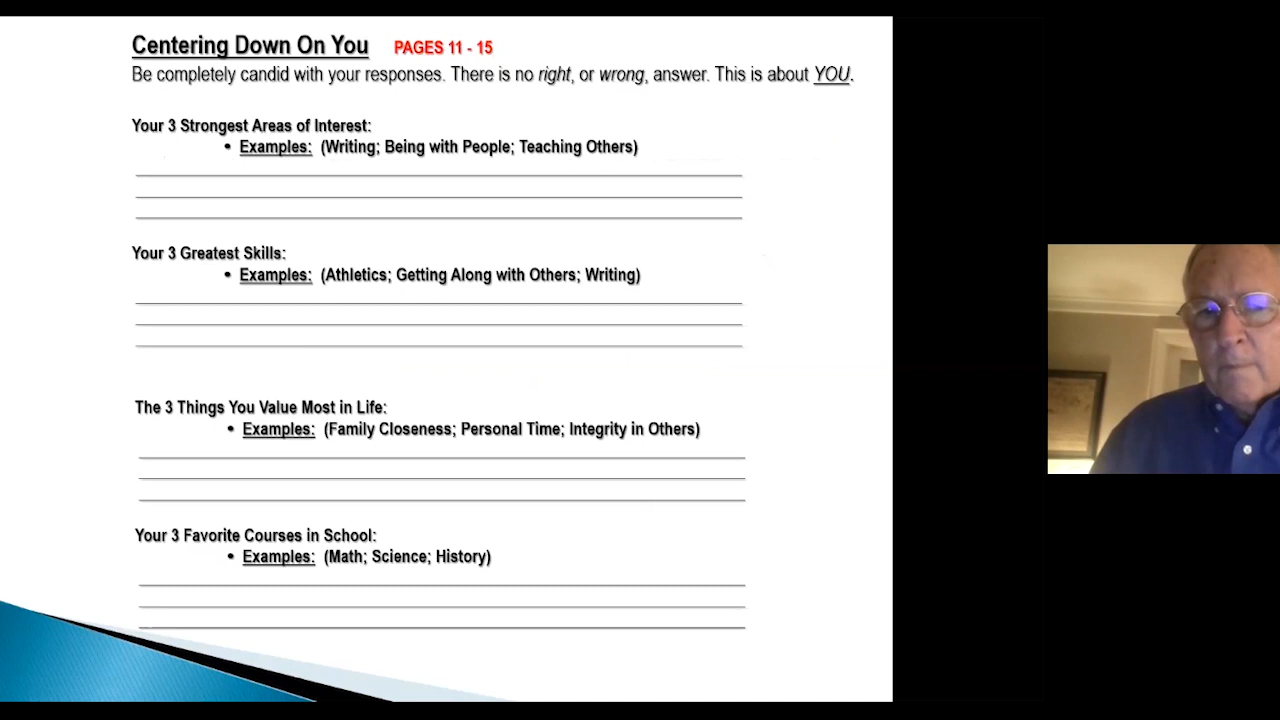 Centering Down On You PAGES 11 - 15
Be completely candid with your responses. There is no right, or wrong, answer. This is about YOU.
Your 3 Strongest Areas of Interest:
• Examples: (Writing; Being with People; Teaching Others)
Your 3 Greatest Skills:
• Examples: (Athletics; Getting Along with Others; Writing)
The 3 Things You Value Most in Life:
• Examples: (Family Closeness; Personal Time; Integrity in Others)
Your 3 Favorite Courses in School:
• Examples: (Math; Science; History)